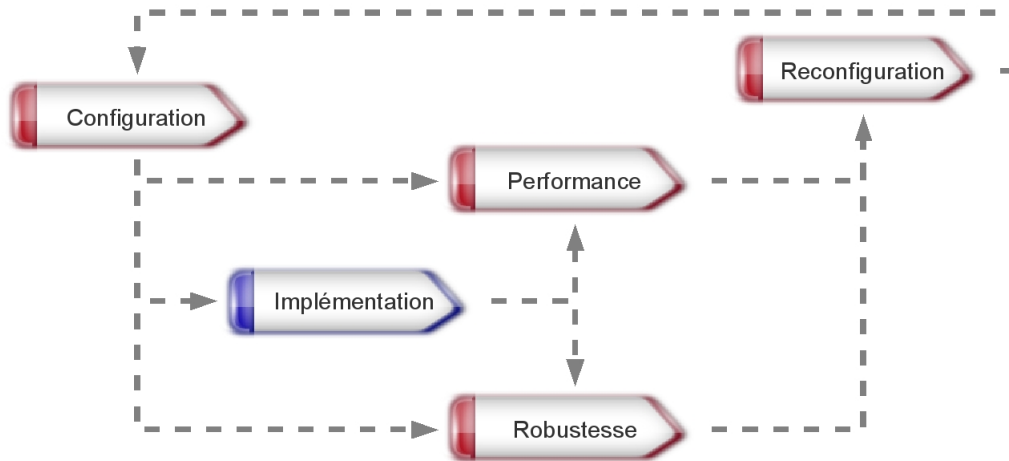 Reconfiguration
Configuration
Performance
Implémentation
Robustesse